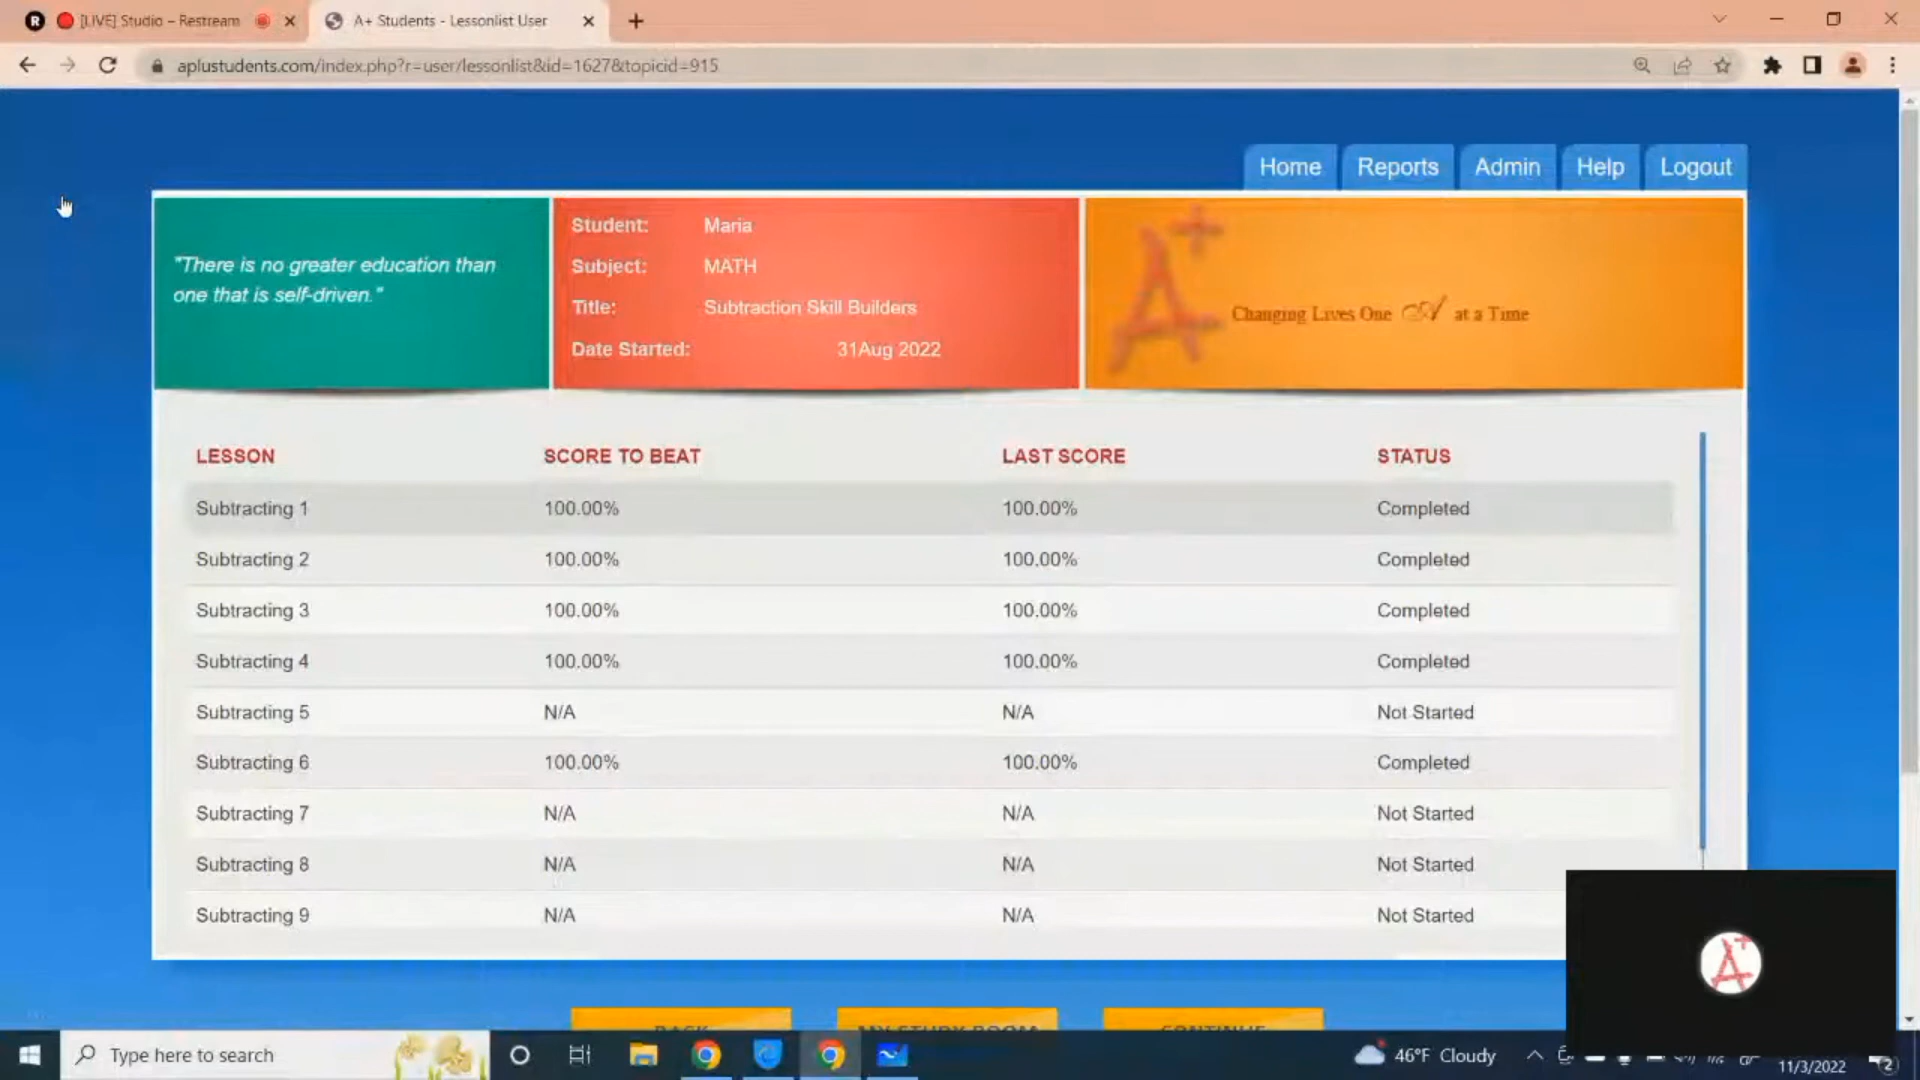 [LIVE] Studio – Restream
A+ Students - Lessonlist User
aplustudents.com/index.php?r=user/lessonlist&id=1627&topicid=915
Home Reports Admin Help Logout
"There is no greater education than
one that is self-driven."
Student: Maria
Subject: MATH
Title: Subtraction Skill Builders
Date Started: 31Aug 2022
A+
Changing Lives One A at a Time
LESSON SCORE TO BEAT LAST SCORE STATUS
Subtracting 1 100.00% 100.00% Completed
Subtracting 2 100.00% 100.00% Completed
Subtracting 3 100.00% 100.00% Completed
Subtracting 4 100.00% 100.00% Completed
Subtracting 5 N/A N/A Not Started
Subtracting 6 100.00% 100.00% Completed
Subtracting 7 N/A N/A Not Started
Subtracting 8 N/A N/A Not Started
Subtracting 9 N/A N/A Not Started
A+
BACK MY STUDY ROOM CONTINUE
Type here to search
46°F Cloudy
11/3/2022
2